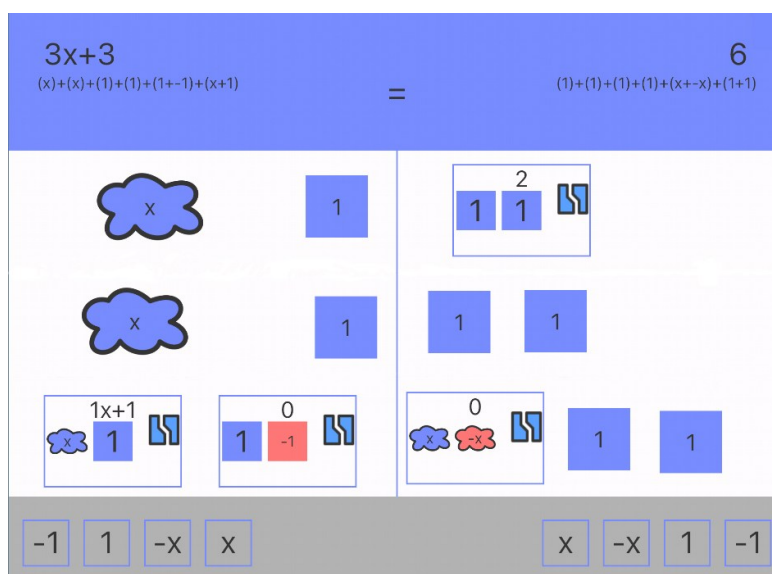 3x+3
6
(x)+(x)+(1)+(1)+(1+-1)+(x+1)
=
(1)+(1)+(1)+(1)+(x+-x)+(1+1)
x
1
2
1 1
x
1
1
1
1x+1
x 1
0
1 -1
0
x -x
1
1
-1 1 -x x
x -x 1 -1